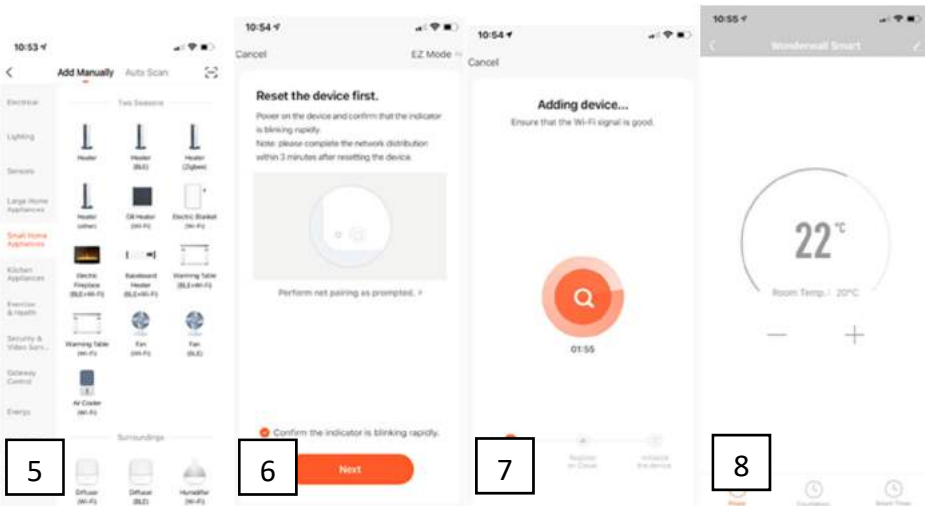 10:53
Add Manually Auto Scan
Electrical
Lighting
Sensors
Large Home
Appliances
Small Home
Appliances
Kitchen
Appliances
Exercise
& Health
Security &
Video Surv...
Gateway
Control
Energy
Two Seasons
Heater
Heater
(BLE)
Heater
(Zigbee)
Heater
(other)
Oil Heater
(Wi-Fi)
Electric Blanket
(Wi-Fi)
Electric
Fireplace
(BLE+Wi-Fi)
Baseboard
Heater
(BLE+Wi-Fi)
Warming Table
(BLE+Wi-Fi)
Warming Table
(Wi-Fi)
Fan
(Wi-Fi)
Fan
(BLE)
Air Cooler
(Wi-Fi)
Surroundings
Diffuser
(Wi-Fi)
Diffuser
(BLE)
Humidifier
(Wi-Fi)
5
10:54
Cancel EZ Mode
Reset the device first.
Power on the device and confirm that the indicator
is blinking rapidly.
Note: please complete the network distribution
within 3 minutes after resetting the device.
Perform net pairing as prompted. >
Confirm the indicator is blinking rapidly.
Next
6
10:54
Cancel
Adding device...
Ensure that the Wi-Fi signal is good.
01:55
Register
on Cloud
Initialize
the device
7
10:55
Wonderwall Smart
22 °C
Room Temp.: 20°C
8
Power
Countdown
Smart Timer